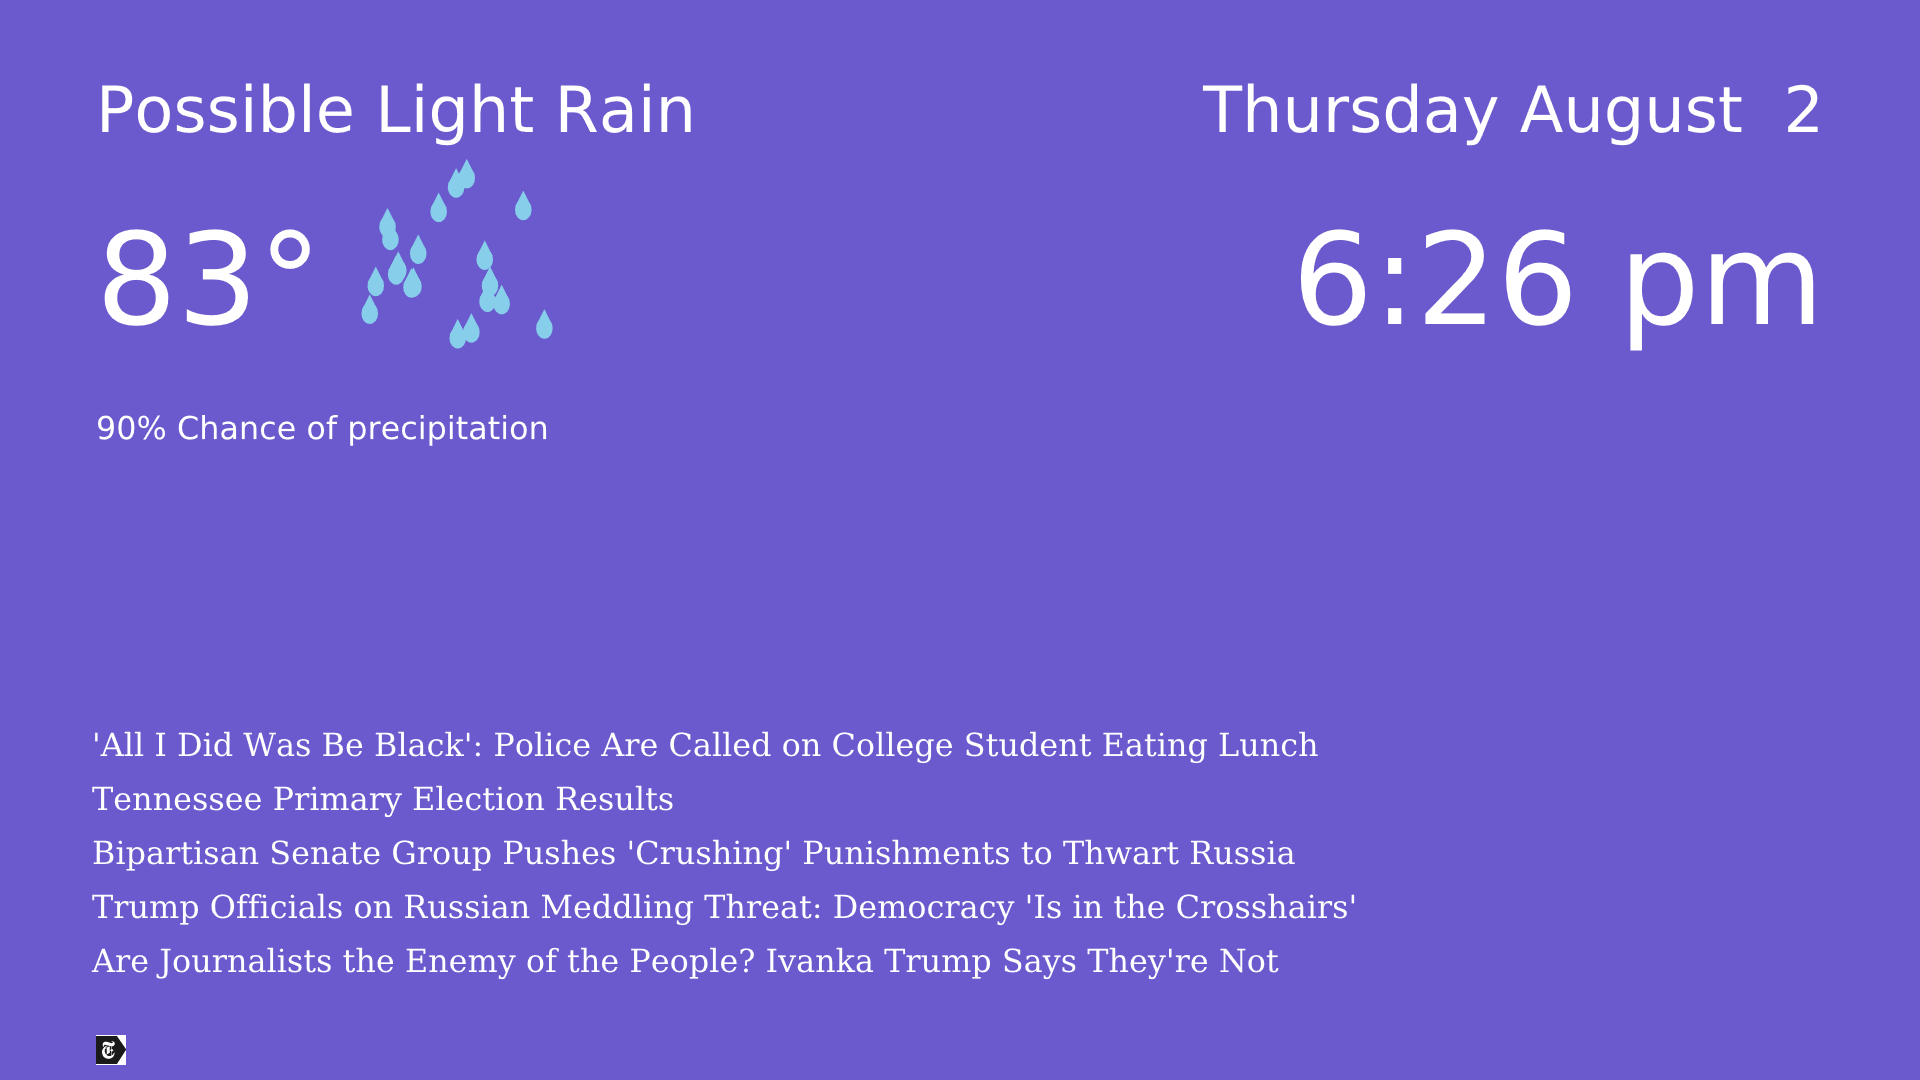 Possible Light Rain
Thursday August 2
83°
6:26 pm
90% Chance of precipitation
'All I Did Was Be Black': Police Are Called on College Student Eating Lunch
Tennessee Primary Election Results
Bipartisan Senate Group Pushes 'Crushing' Punishments to Thwart Russia
Trump Officials on Russian Meddling Threat: Democracy 'Is in the Crosshairs'
Are Journalists the Enemy of the People? Ivanka Trump Says They're Not
T